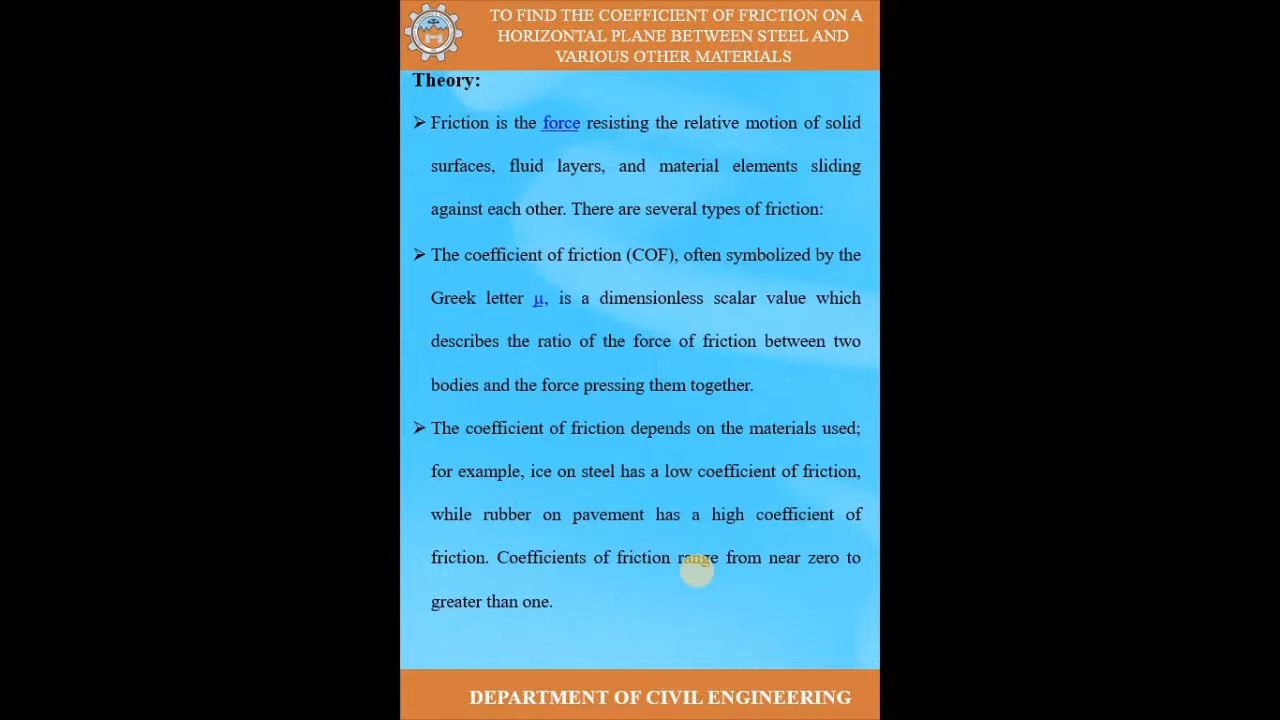 TO FIND THE COEFFICIENT OF FRICTION ON A
HORIZONTAL PLANE BETWEEN STEEL AND
VARIOUS OTHER MATERIALS
Theory:
➢ Friction is the force resisting the relative motion of solid
surfaces, fluid layers, and material elements sliding
against each other. There are several types of friction:
➢ The coefficient of friction (COF), often symbolized by the
Greek letter µ, is a dimensionless scalar value which
describes the ratio of the force of friction between two
bodies and the force pressing them together.
➢ The coefficient of friction depends on the materials used;
for example, ice on steel has a low coefficient of friction,
while rubber on pavement has a high coefficient of
friction. Coefficients of friction range from near zero to
greater than one.
DEPARTMENT OF CIVIL ENGINEERING